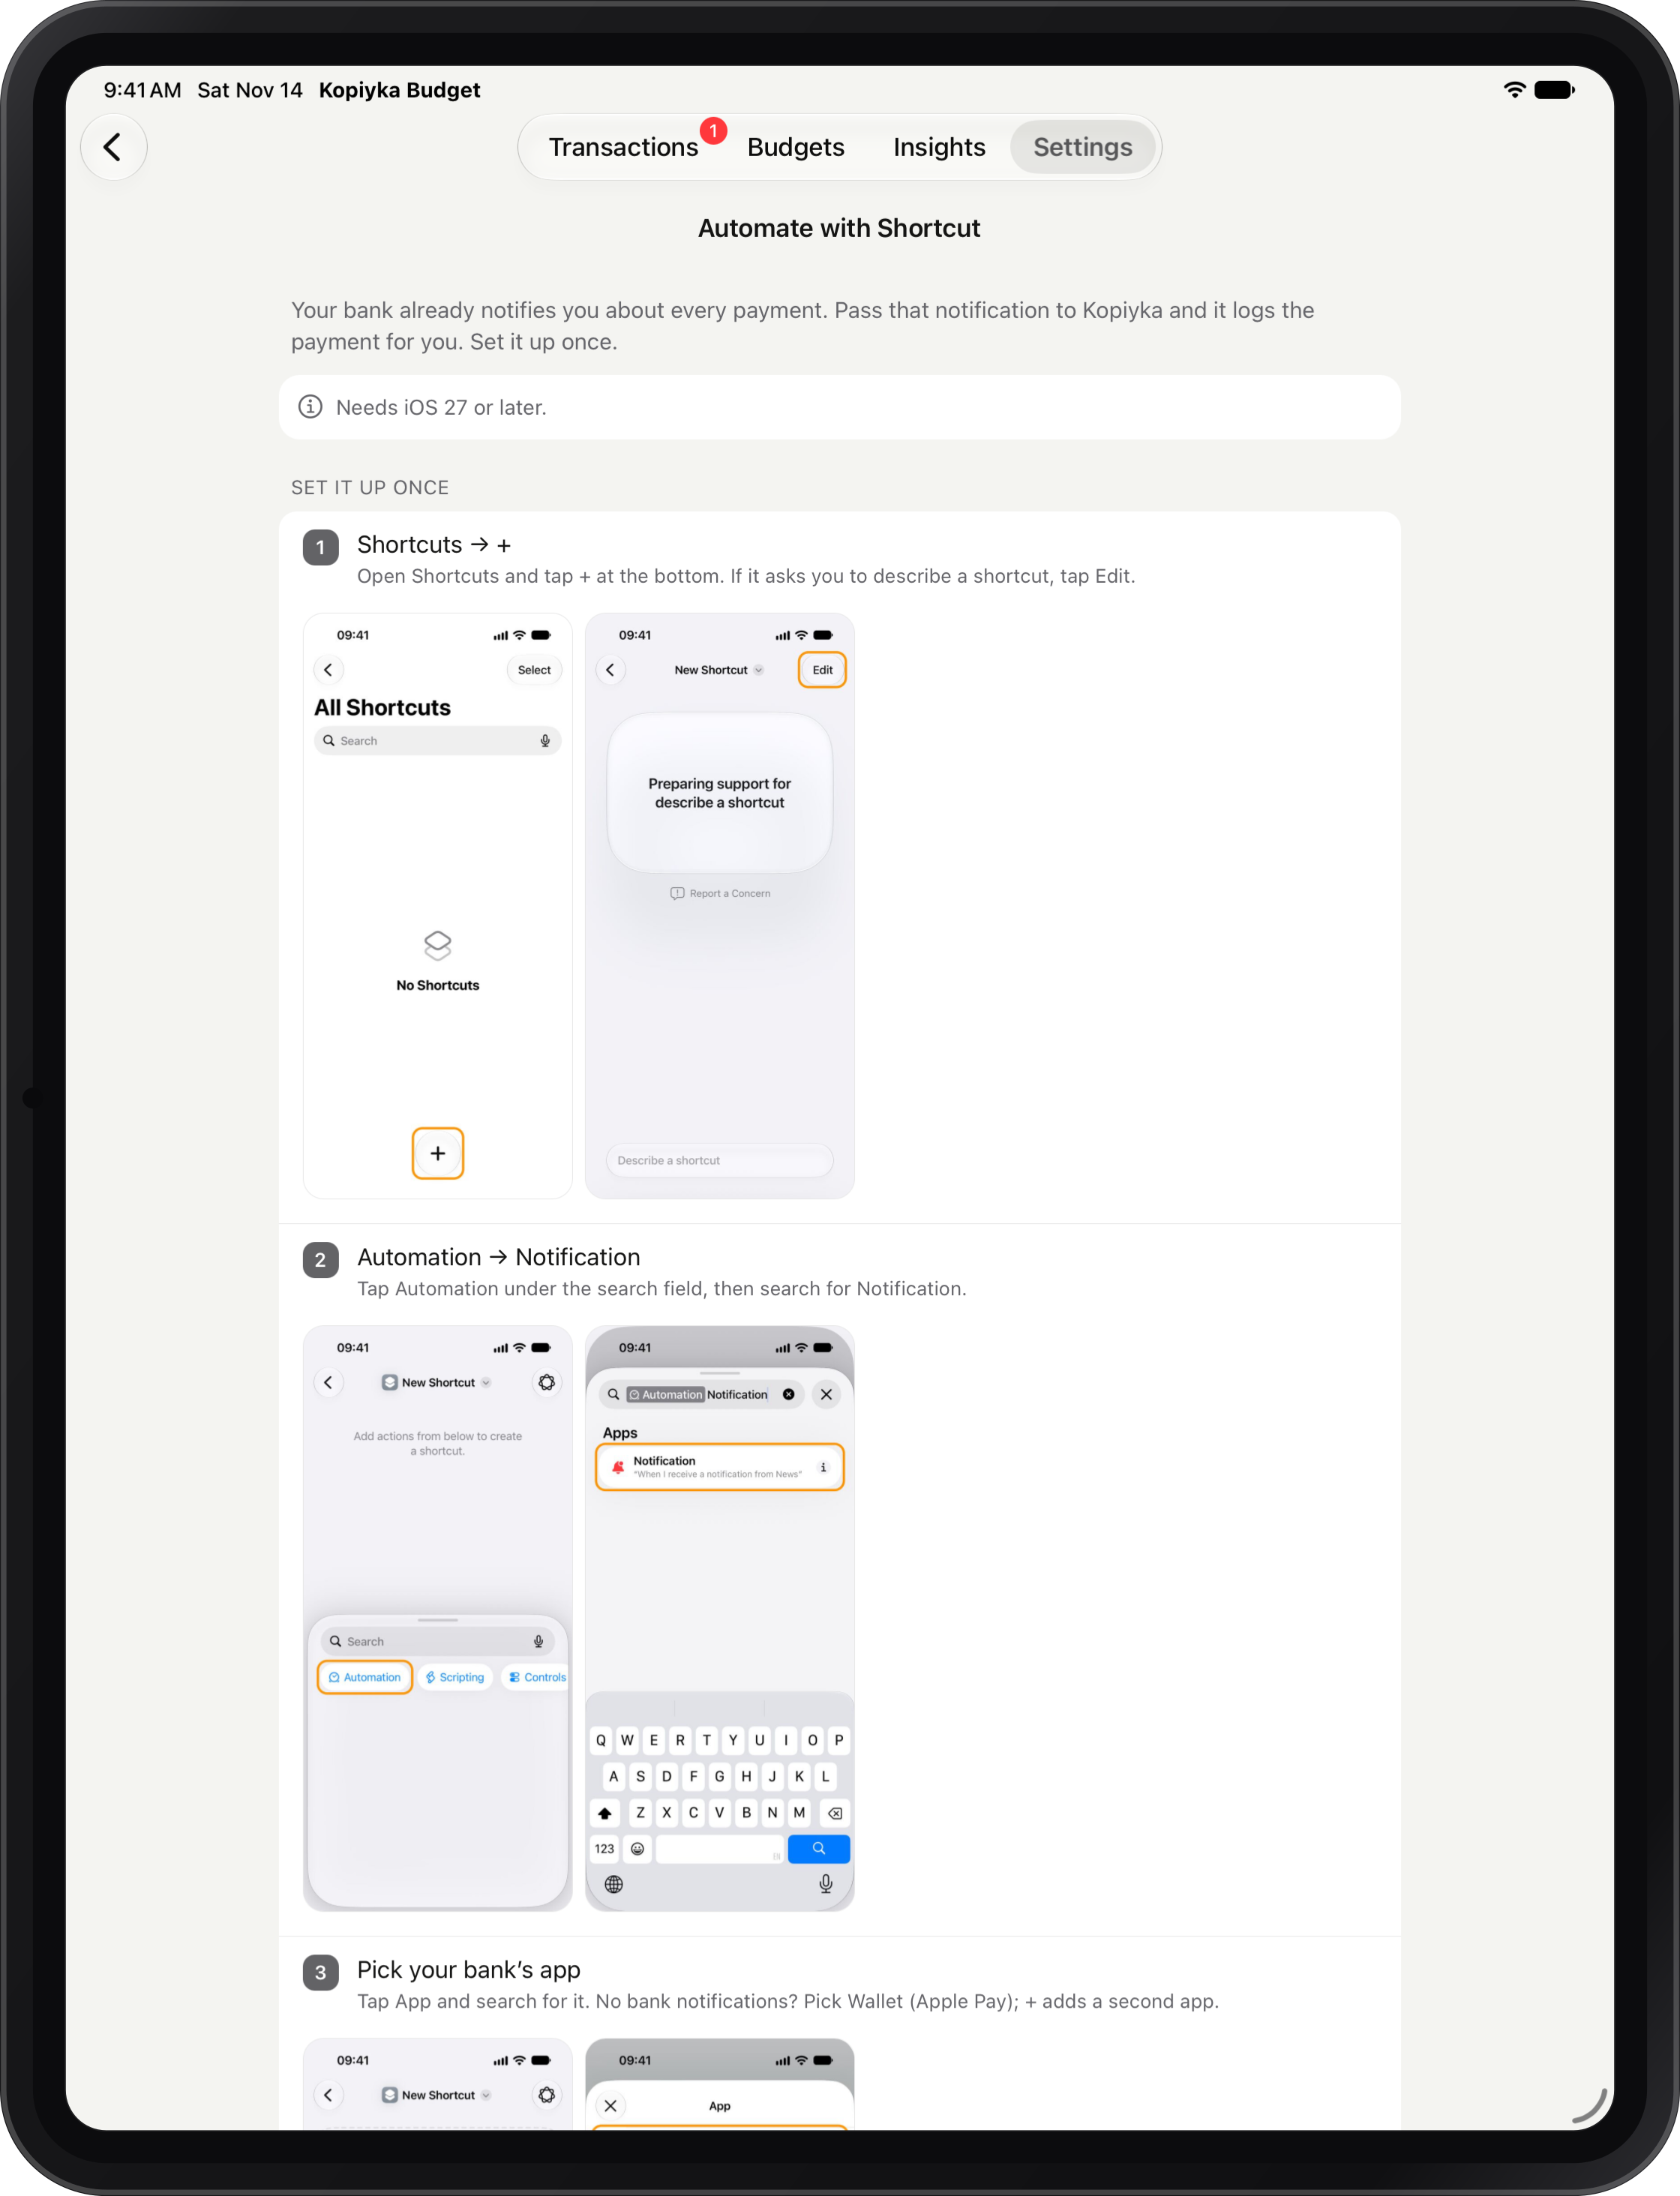 9:41 AM Sat Nov 14 Kopiyka Budget
Transactions 1 Budgets Insights Settings
Automate with Shortcut
Your bank already notifies you about every payment. Pass that notification to Kopiyka and it logs the
payment for you. Set it up once.
Needs iOS 27 or later.
SET IT UP ONCE
1 Shortcuts → +
Open Shortcuts and tap + at the bottom. If it asks you to describe a shortcut, tap Edit.
09:41
Select
All Shortcuts
Search
No Shortcuts
+
09:41
New Shortcut
Edit
Preparing support for
describe a shortcut
Report a Concern
Describe a shortcut
2 Automation → Notification
Tap Automation under the search field, then search for Notification.
09:41
New Shortcut
Add actions from below to create
a shortcut.
Search
Automation Scripting Controls
09:41
Automation Notification
Apps
Notification
"When I receive a notification from News"
Q W E R T Y U I O P
A S D F G H J K L
Z X C V B N M
123
3 Pick your bank’s app
Tap App and search for it. No bank notifications? Pick Wallet (Apple Pay); + adds a second app.
09:41
New Shortcut
09:41
App